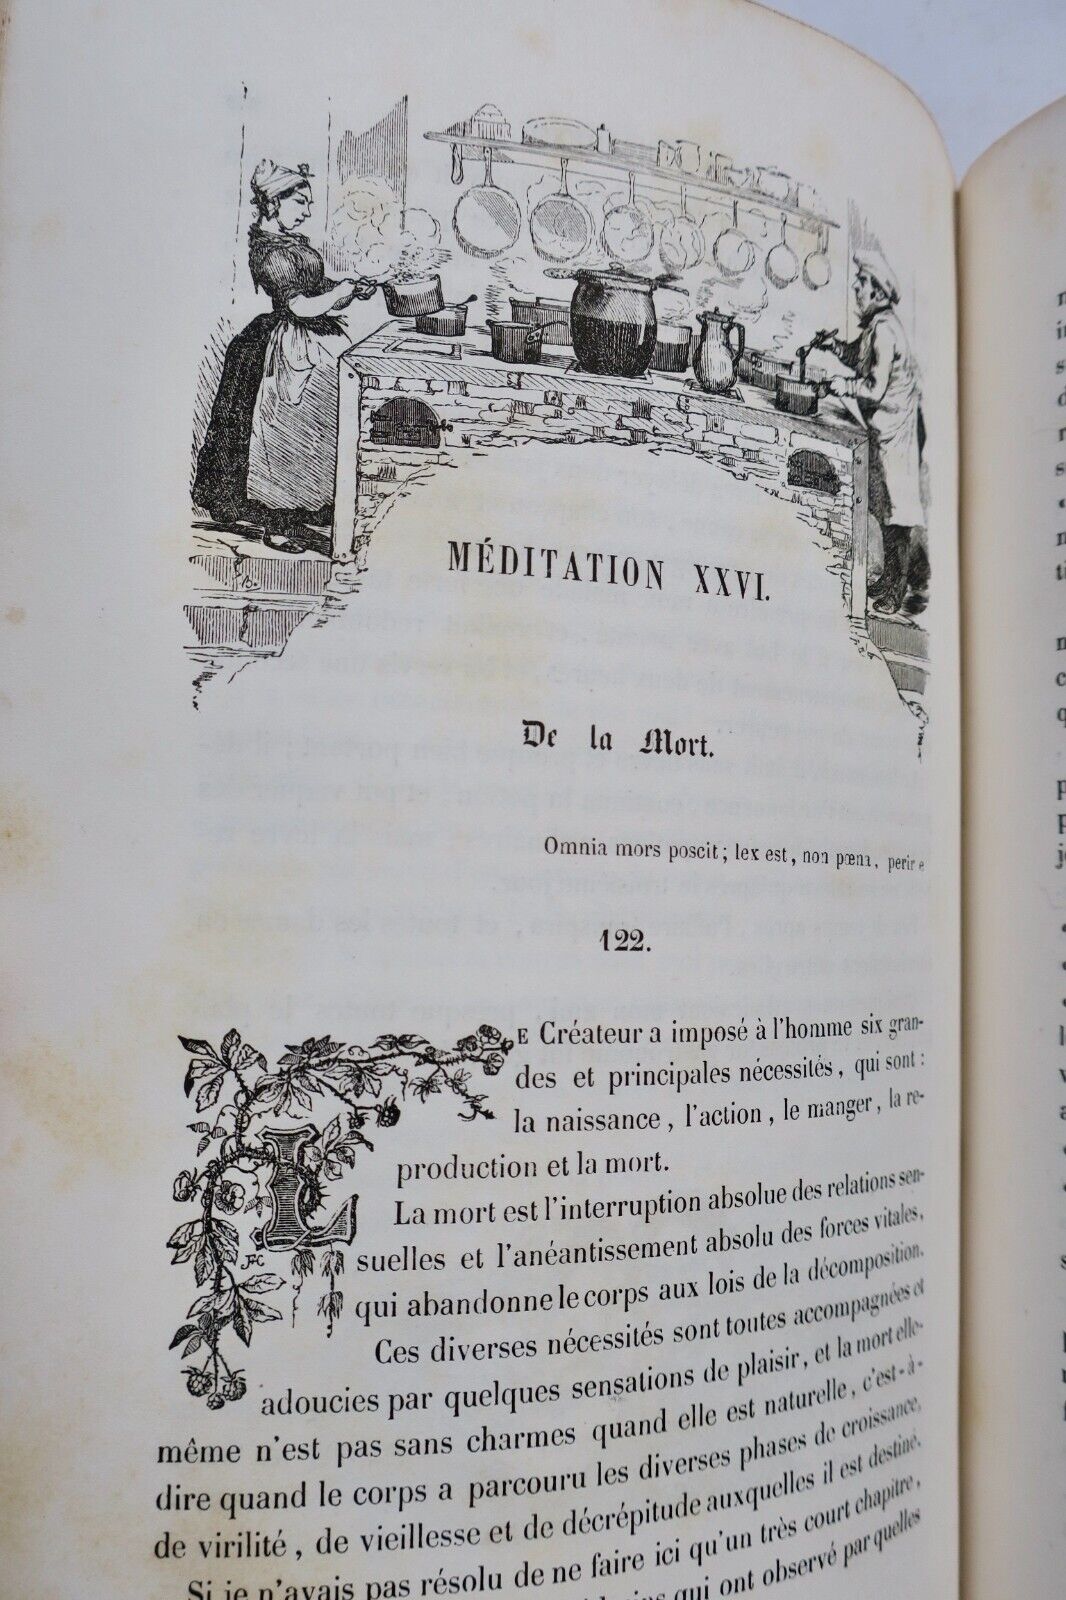 MÉDITATION XXVI.
De la Mort.
Omnia mors poscit; lex est, non pœna, perire
122.
LE Créateur a imposé à l'homme six gran-
des et principales nécessités, qui sont :
la naissance, l'action, le manger, la re-
production et la mort.
La mort est l'interruption absolue des relations sen-
suelles et l'anéantissement absolu des forces vitales,
qui abandonne le corps aux lois de la décomposition.
Ces diverses nécessités sont toutes accompagnées et
adoucies par quelques sensations de plaisir, et la mort elle-
même n'est pas sans charmes quand elle est naturelle, c'est-à-
dire quand le corps a parcouru les diverses phases de croissance,
de virilité, de vieillesse et de décrépitude auxquelles il est destiné.
Si je n'avais pas résolu de ne faire ici qu'un très court chapitre,
qui ont observé par quelles